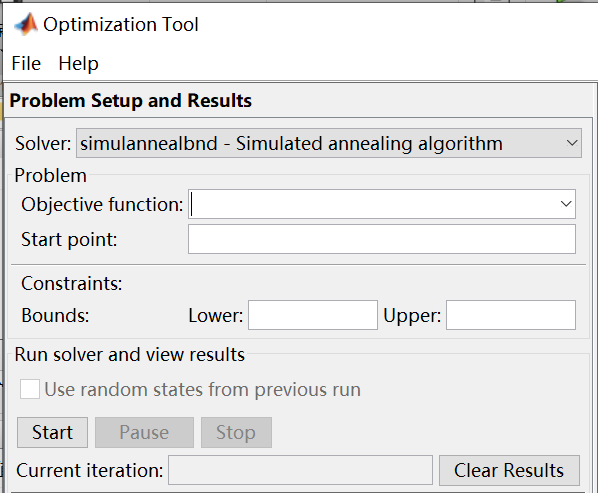 Optimization Tool
File Help
Problem Setup and Results
Solver: simulannealbnd - Simulated annealing algorithm
Problem
Objective function:
Start point:
Constraints:
Bounds: Lower: Upper:
Run solver and view results
Use random states from previous run
Start Pause Stop
Current iteration: Clear Results